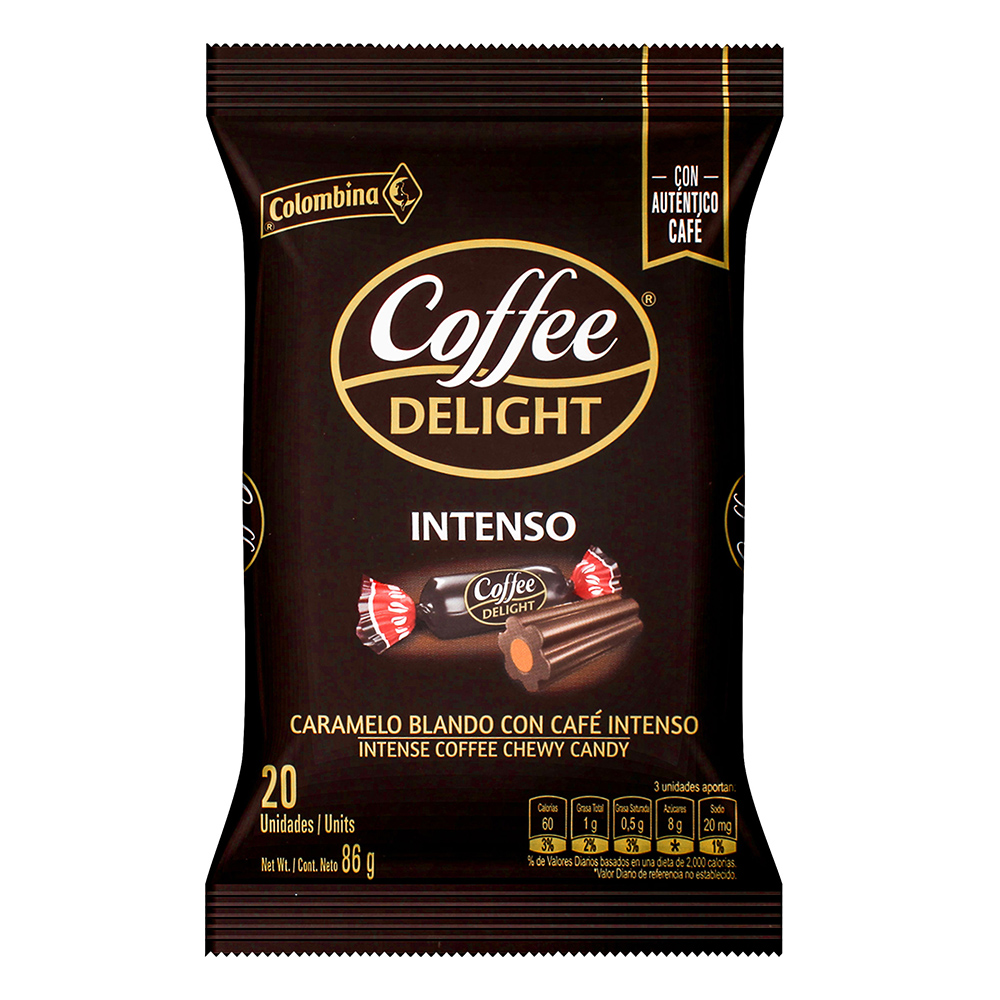 Colombina
®
CON
AUTÉNTICO
CAFÉ
Coffee ®
DELIGHT
INTENSO
Coffee
DELIGHT
CARAMELO BLANDO CON CAFÉ INTENSO
INTENSE COFFEE CHEWY CANDY
20
Unidades / Units
Net Wt. / Cont. Neto 86 g
3 unidades aportan:
Calorías Grasa Total Grasa Saturada Azúcares Sodio
60 1 g 0,5 g 8 g 20 mg
3% 2% 3% * 1%
% de Valores Diarios basados en una dieta de 2,000 calorías.
*Valor Diario de referencia no establecido.